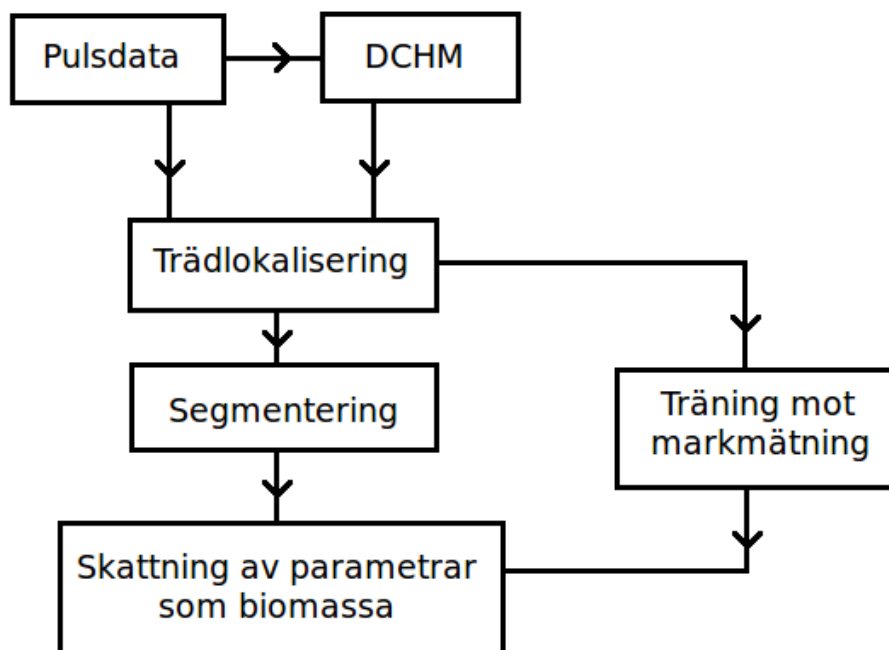 Pulsdata
DCHM
Trädlokalisering
Segmentering
Träning mot
markmätning
Skattning av parametrar
som biomassa